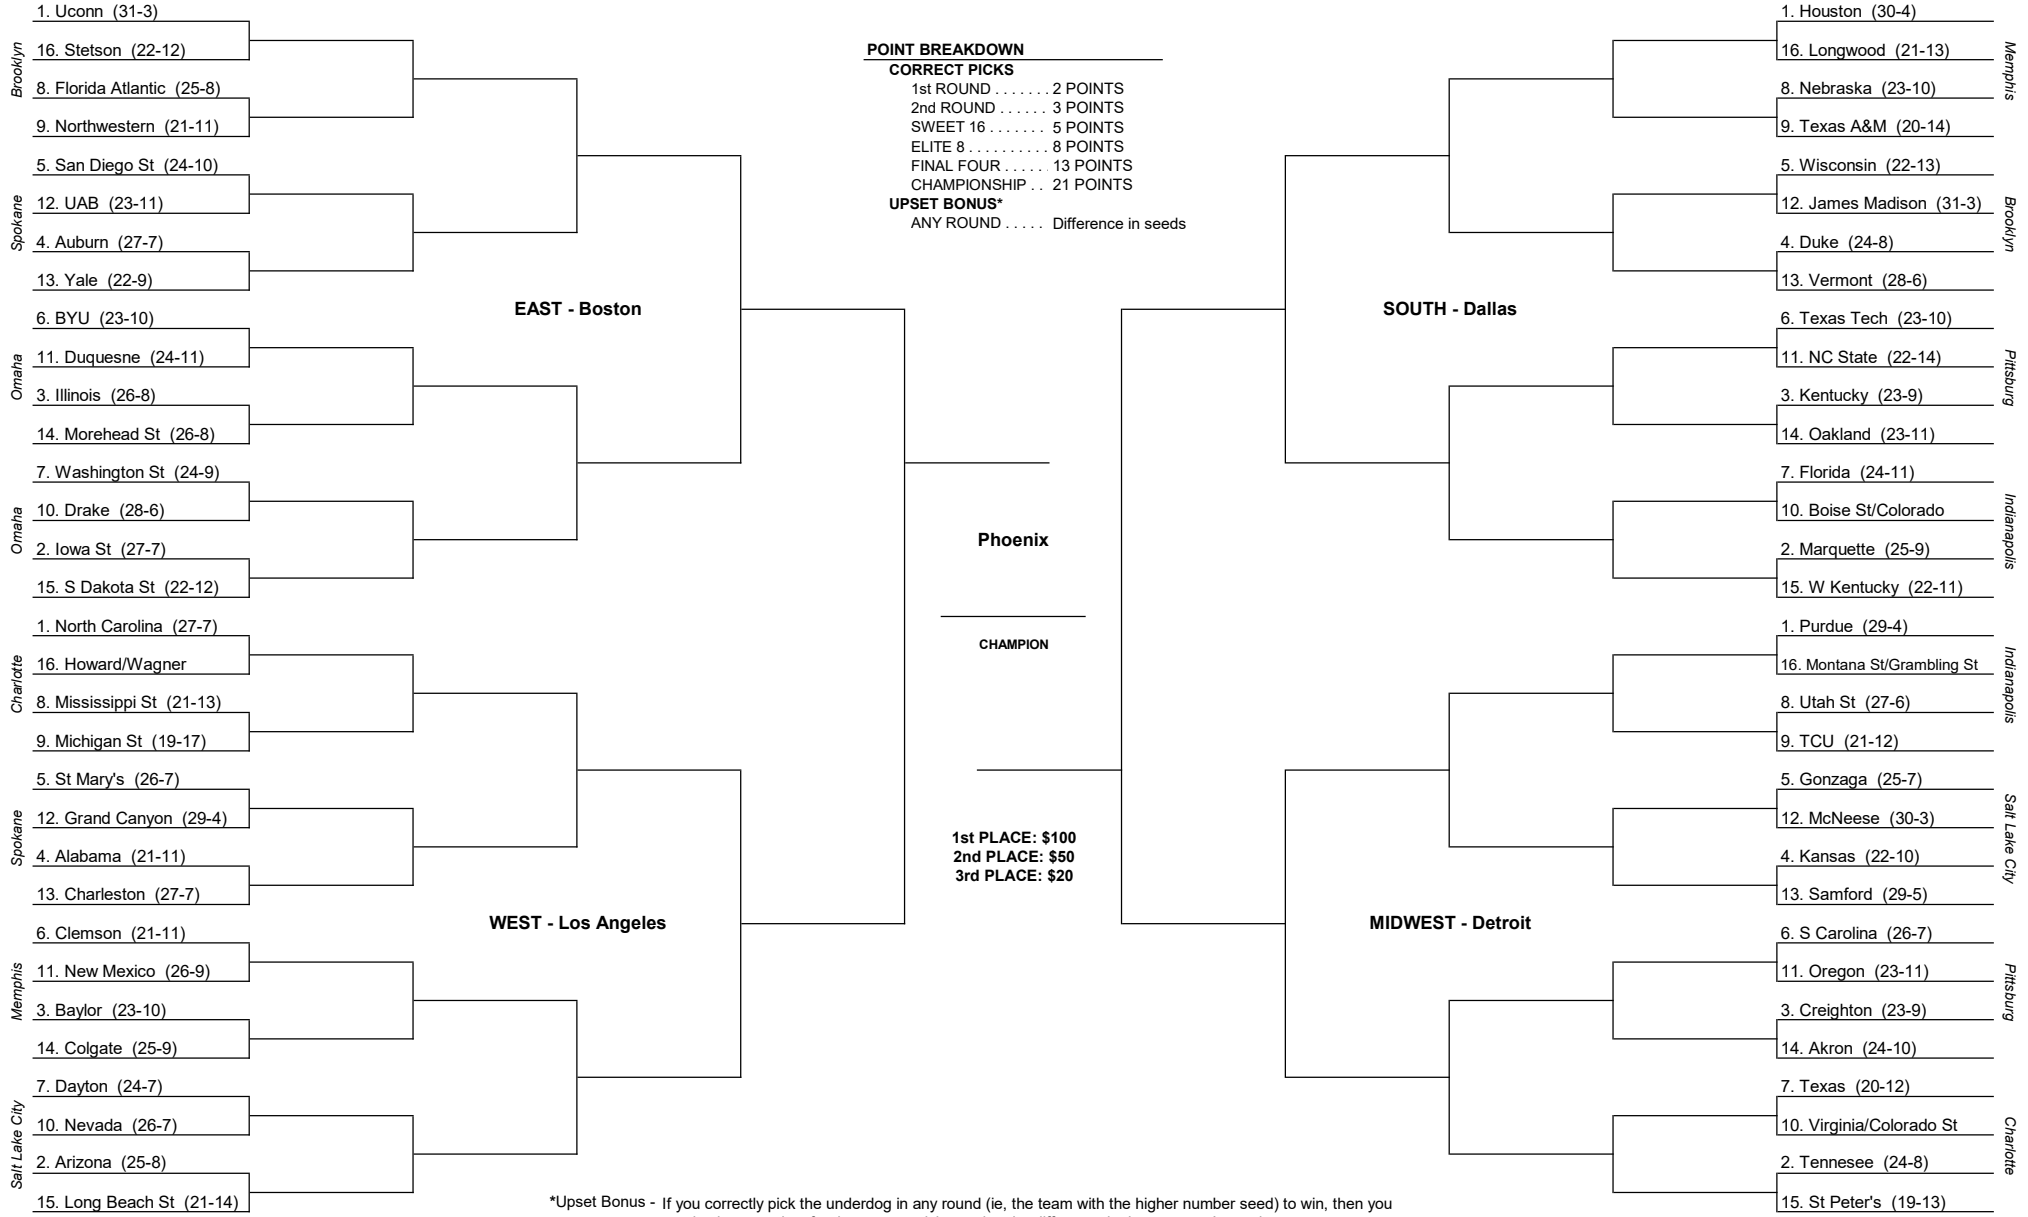 1. Uconn (31-3)
16. Stetson (22-12)
8. Florida Atlantic (25-8)
9. Northwestern (21-11)
Brooklyn
5. San Diego St (24-10)
12. UAB (23-11)
4. Auburn (27-7)
13. Yale (22-9)
Spokane
6. BYU (23-10)
11. Duquesne (24-11)
3. Illinois (26-8)
14. Morehead St (26-8)
Omaha
7. Washington St (24-9)
10. Drake (28-6)
2. Iowa St (27-7)
15. S Dakota St (22-12)
Omaha
EAST - Boston
1. North Carolina (27-7)
16. Howard/Wagner
8. Mississippi St (21-13)
9. Michigan St (19-17)
Charlotte
5. St Mary's (26-7)
12. Grand Canyon (29-4)
4. Alabama (21-11)
13. Charleston (27-7)
Spokane
6. Clemson (21-11)
11. New Mexico (26-9)
3. Baylor (23-10)
14. Colgate (25-9)
Memphis
7. Dayton (24-7)
10. Nevada (26-7)
2. Arizona (25-8)
15. Long Beach St (21-14)
Salt Lake City
WEST - Los Angeles
POINT BREAKDOWN
CORRECT PICKS
1st ROUND . . . . . . . 2 POINTS
2nd ROUND . . . . . . 3 POINTS
SWEET 16 . . . . . . . 5 POINTS
ELITE 8 . . . . . . . . . . 8 POINTS
FINAL FOUR . . . . . 13 POINTS
CHAMPIONSHIP . . 21 POINTS
UPSET BONUS*
ANY ROUND . . . . . Difference in seeds
Phoenix
CHAMPION
1st PLACE: $100
2nd PLACE: $50
3rd PLACE: $20
1. Houston (30-4)
16. Longwood (21-13)
8. Nebraska (23-10)
9. Texas A&M (20-14)
Memphis
5. Wisconsin (22-13)
12. James Madison (31-3)
4. Duke (24-8)
13. Vermont (28-6)
Brooklyn
6. Texas Tech (23-10)
11. NC State (22-14)
3. Kentucky (23-9)
14. Oakland (23-11)
Pittsburg
7. Florida (24-11)
10. Boise St/Colorado
2. Marquette (25-9)
15. W Kentucky (22-11)
Indianapolis
SOUTH - Dallas
1. Purdue (29-4)
16. Montana St/Grambling St
8. Utah St (27-6)
9. TCU (21-12)
Indianapolis
5. Gonzaga (25-7)
12. McNeese (30-3)
4. Kansas (22-10)
13. Samford (29-5)
Salt Lake City
6. S Carolina (26-7)
11. Oregon (23-11)
3. Creighton (23-9)
14. Akron (24-10)
Pittsburg
7. Texas (20-12)
10. Virginia/Colorado St
2. Tennesee (24-8)
15. St Peter's (19-13)
Charlotte
MIDWEST - Detroit
*Upset Bonus - If you correctly pick the underdog in any round (ie, the team with the higher number seed) to win, then you